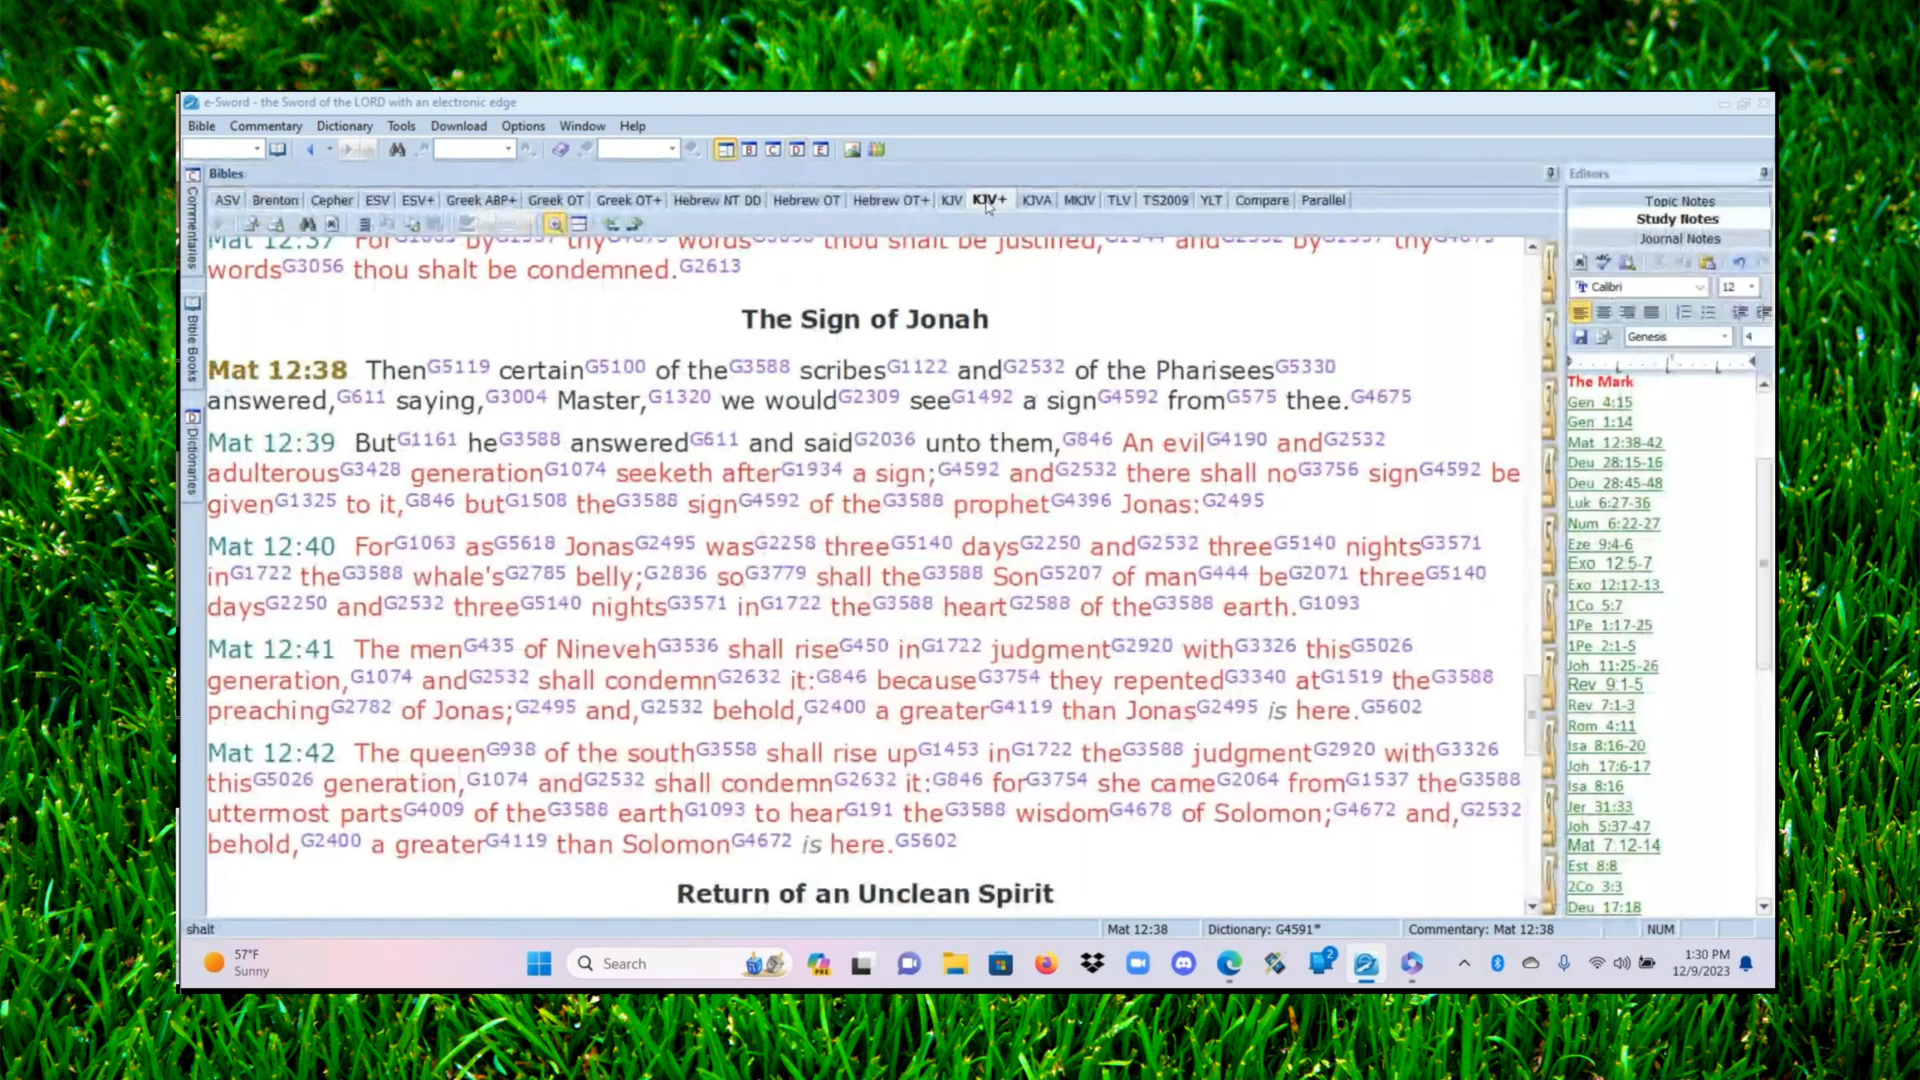 e-Sword - the Sword of the LORD with an electronic edge
Bible Commentary Dictionary Tools Download Options Window Help
B C D E
Bibles
ASV Brenton Cepher ESV ESV+ Greek ABP+ Greek OT Greek OT+ Hebrew NT DD Hebrew OT Hebrew OT+ KJV KJV+ KJVA MKJV TLV TS2009 YLT Compare Parallel
Commentaries
Bible Books
Dictionaries
Mat 12:37 ForG1063 byG1537 thyG4675 wordsG3056 thou shalt be justified,G1344 andG2532 byG1537 thyG4675
wordsG3056 thou shalt be condemned.G2613
The Sign of Jonah
Mat 12:38 ThenG5119 certainG5100 of theG3588 scribesG1122 andG2532 of the PhariseesG5330
answered,G611 saying,G3004 Master,G1320 we wouldG2309 seeG1492 a signG4592 fromG575 thee.G4675
Mat 12:39 ButG1161 heG3588 answeredG611 and saidG2036 unto them,G846 An evilG4190 andG2532
adulterousG3428 generationG1074 seeketh afterG1934 a sign;G4592 andG2532 there shall noG3756 signG4592 be
givenG1325 to it,G846 butG1508 theG3588 signG4592 of theG3588 prophetG4396 Jonas:G2495
Mat 12:40 ForG1063 asG5618 JonasG2495 wasG2258 threeG5140 daysG2250 andG2532 threeG5140 nightsG3571
inG1722 theG3588 whale'sG2785 belly;G2836 soG3779 shall theG3588 SonG5207 of manG444 beG2071 threeG5140
daysG2250 andG2532 threeG5140 nightsG3571 inG1722 theG3588 heartG2588 of theG3588 earth.G1093
Mat 12:41 The menG435 of NinevehG3536 shall riseG450 inG1722 judgmentG2920 withG3326 thisG5026
generation,G1074 andG2532 shall condemnG2632 it:G846 becauseG3754 they repentedG3340 atG1519 theG3588
preachingG2782 of Jonas;G2495 and,G2532 behold,G2400 a greaterG4119 than JonasG2495 is here.G5602
Mat 12:42 The queenG938 of the southG3558 shall rise upG1453 inG1722 theG3588 judgmentG2920 withG3326
thisG5026 generation,G1074 andG2532 shall condemnG2632 it:G846 forG3754 she cameG2064 fromG1537 theG3588
uttermost partsG4009 of theG3588 earthG1093 to hearG191 theG3588 wisdomG4678 of Solomon;G4672 and,G2532
behold,G2400 a greaterG4119 than SolomonG4672 is here.G5602
Return of an Unclean Spirit
Editors
Topic Notes
Study Notes
Journal Notes
Calibri 12
Genesis 4
The Mark
Gen 4:15
Gen 1:14
Mat 12:38-42
Deu 28:15-16
Deu 28:45-48
Luk 6:27-36
Num 6:22-27
Eze 9:4-6
Exo 12:5-7
Exo 12:12-13
1Co 5:7
1Pe 1:17-25
1Pe 2:1-5
Joh 11:25-26
Rev 9:1-5
Rev 7:1-3
Rom 4:11
Isa 8:16-20
Joh 17:6-17
Isa 8:16
Jer 31:33
Joh 5:37-47
Mat 7:12-14
Est 8:8
2Co 3:3
Deu 17:18
shalt Mat 12:38 Dictionary: G4591* Commentary: Mat 12:38 NUM
57°F
Sunny
Search
PRE
2
1:30 PM
12/9/2023